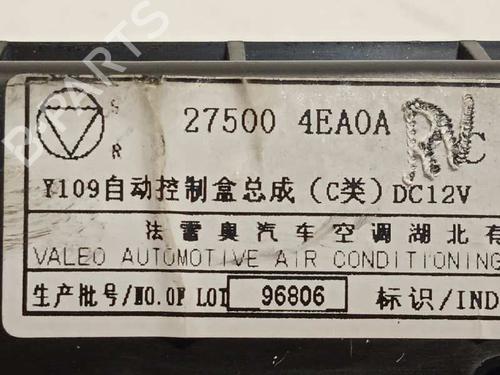 S
R
27500 4EA0A
Y109自动控制盒总成（C类）DC12V
法雷奥汽车空调湖北有
VALEO AUTOMOTIVE AIR CONDITIONING
生产批号/NO.OF LOT 96806 标识/IND
B-PARTS